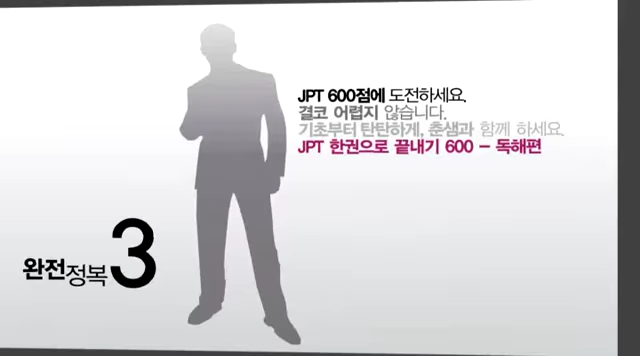 JPT 600점에 도전하세요.
결코 어렵지 않습니다.
기초부터 탄탄하게, 춘샘과 함께 하세요.
JPT 한권으로 끝내기 600 - 독해편
완전정복 3